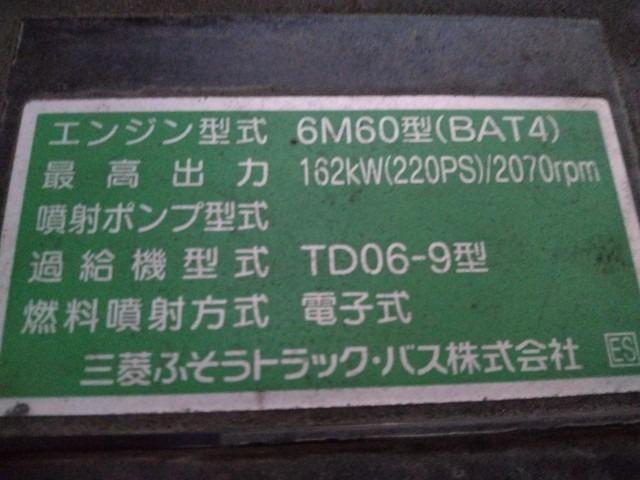 エンジン型式 6M60型(BAT4)
最高出力 162kW(220PS)/2070rpm
噴射ポンプ型式
過給機型式 TD06-9型
燃料噴射方式 電子式
三菱ふそうトラック・バス株式会社 ES